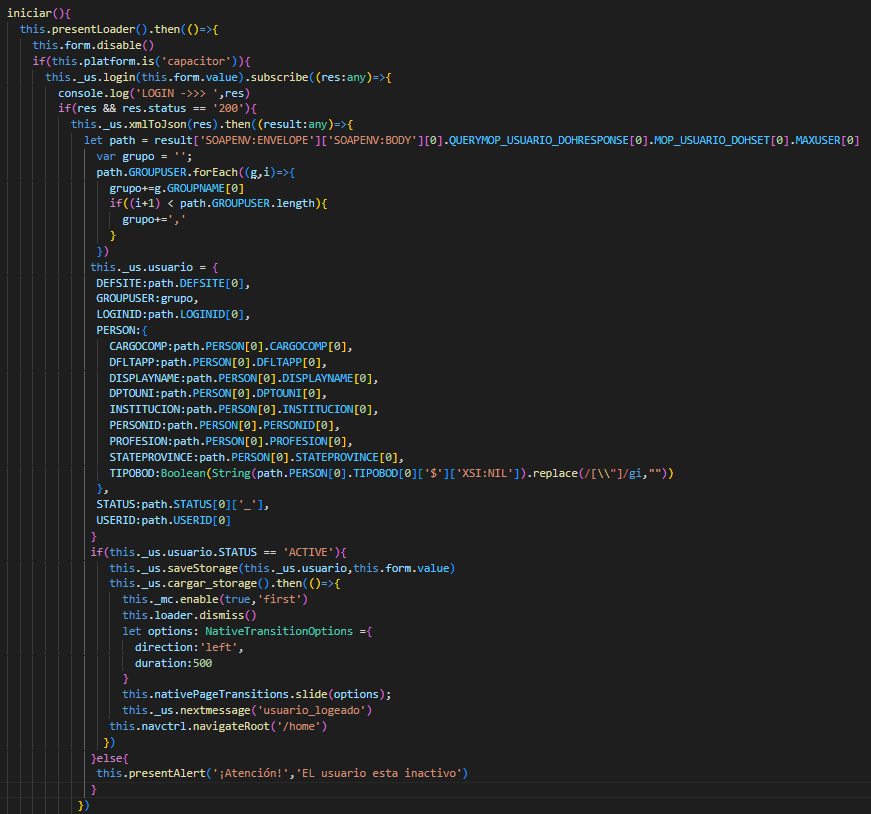 iniciar(){
this.presentLoader().then(()=>{
this.form.disable()
if(this.platform.is('capacitor')){
this._us.login(this.form.value).subscribe((res:any)=>{
console.log('LOGIN ->>> ',res)
if(res && res.status == '200'){
this._us.xmlToJson(res).then((result:any)=>{
let path = result['SOAPENV:ENVELOPE']['SOAPENV:BODY'][0].QUERYMOP_USUARIO_DOHRESPONSE[0].MOP_USUARIO_DOHSET[0].MAXUSER[0]
var grupo = '';
path.GROUPUSER.forEach((g,i)=>{
grupo+=g.GROUPNAME[0]
if((i+1) < path.GROUPUSER.length){
grupo+=','
}
})
this._us.usuario = {
DEFSITE:path.DEFSITE[0],
GROUPUSER:grupo,
LOGINID:path.LOGINID[0],
PERSON:{
CARGOCOMP:path.PERSON[0].CARGOCOMP[0],
DFLTAPP:path.PERSON[0].DFLTAPP[0],
DISPLAYNAME:path.PERSON[0].DISPLAYNAME[0],
DPTOUNI:path.PERSON[0].DPTOUNI[0],
INSTITUCION:path.PERSON[0].INSTITUCION[0],
PERSONID:path.PERSON[0].PERSONID[0],
PROFESION:path.PERSON[0].PROFESION[0],
STATEPROVINCE:path.PERSON[0].STATEPROVINCE[0],
TIPOBOD:Boolean(String(path.PERSON[0].TIPOBOD[0]['$']['XSI:NIL']).replace(/[\\"]/gi,""))
},
STATUS:path.STATUS[0]['_'],
USERID:path.USERID[0]
}
if(this._us.usuario.STATUS == 'ACTIVE'){
this._us.saveStorage(this._us.usuario,this.form.value)
this._us.cargar_storage().then(()=>{
this._mc.enable(true,'first')
this.loader.dismiss()
let options: NativeTransitionOptions ={
direction:'left',
duration:500
}
this.nativePageTransitions.slide(options);
this._us.nextmessage('usuario_logeado')
this.navctrl.navigateRoot('/home')
})
}else{
this.presentAlert('¡Atención!','EL usuario esta inactivo')
}
})